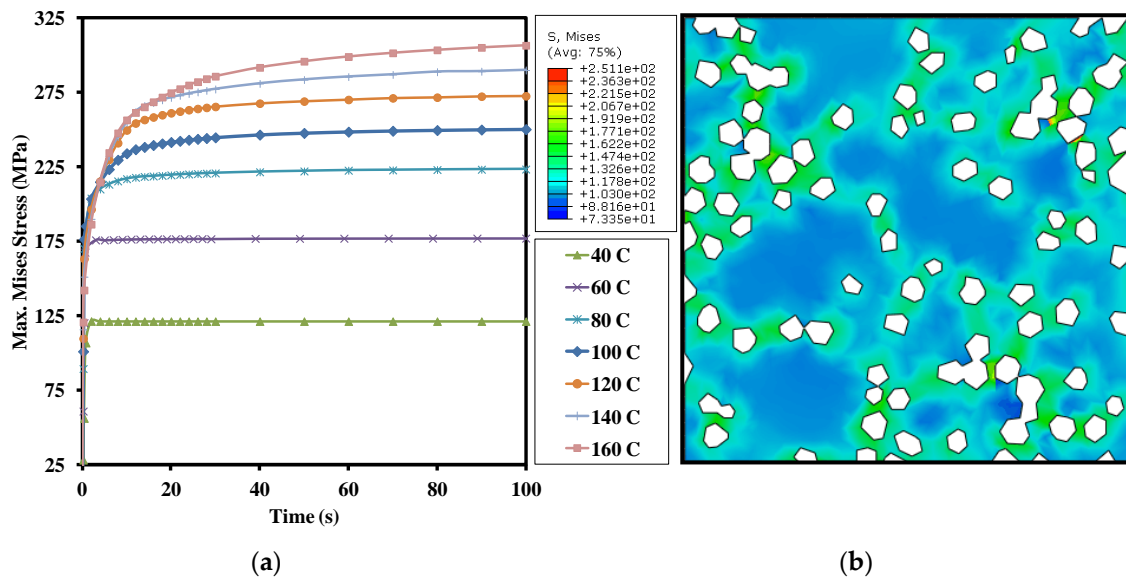 325
275
225
175
125
75
25
Max. Mises Stress (MPa)
0
20
40
60
80
100
Time (s)
S, Mises
(Avg: 75%)
+2.511e+02
+2.363e+02
+2.215e+02
+2.067e+02
+1.919e+02
+1.771e+02
+1.622e+02
+1.474e+02
+1.326e+02
+1.178e+02
+1.030e+02
+8.816e+01
+7.335e+01
40 C
60 C
80 C
100 C
120 C
140 C
160 C
(a)
(b)